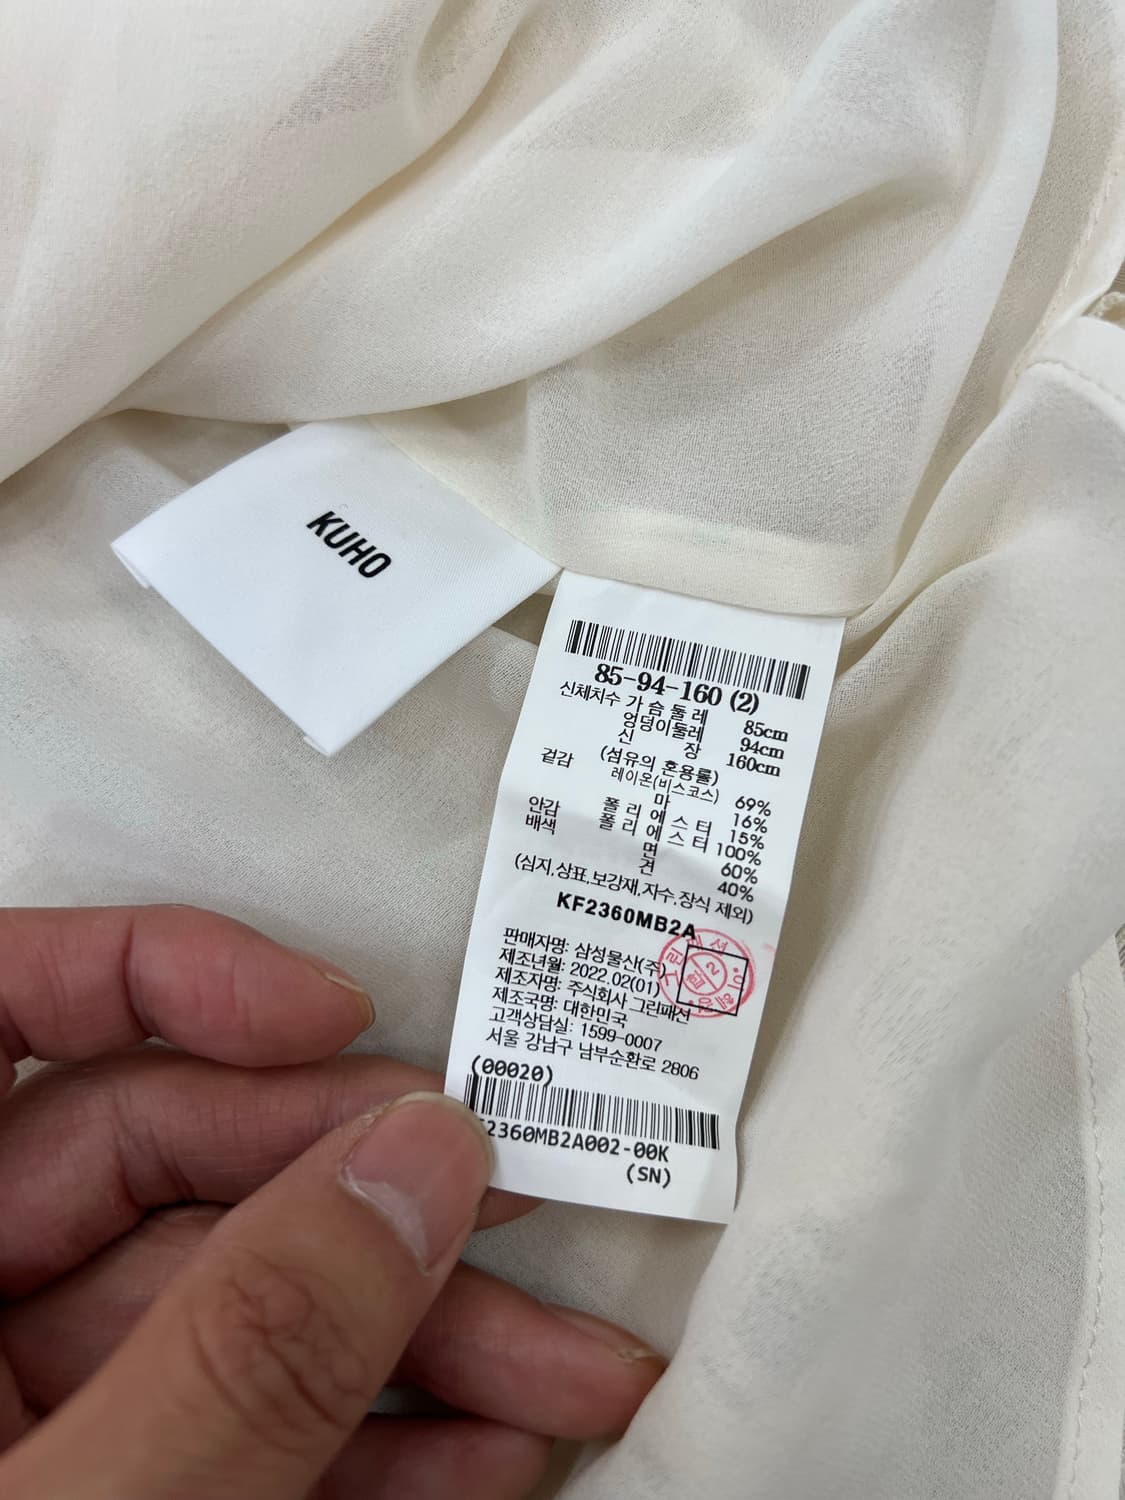 KUHO
85-94-160 (2)
신체치수 가슴둘레 85cm
엉덩이둘레 94cm
신장 160cm
(섬유의 혼용률)
겉감 레이온(비스코스) 69%
마 16%
폴리에스터 15%
안감 폴리에스터 100%
배색 면 60%
견 40%
(심지,상표,보강재,자수,장식 제외)
KF2360MB2A
판매자명: 삼성물산(주)
제조년월: 2022.02(01)
제조자명: 주식회사 그린패션
제조국명: 대한민국
고객상담실: 1599-0007
서울 강남구 남부순환로 2806
(00020)
2360MB2A002-00K
(SN)